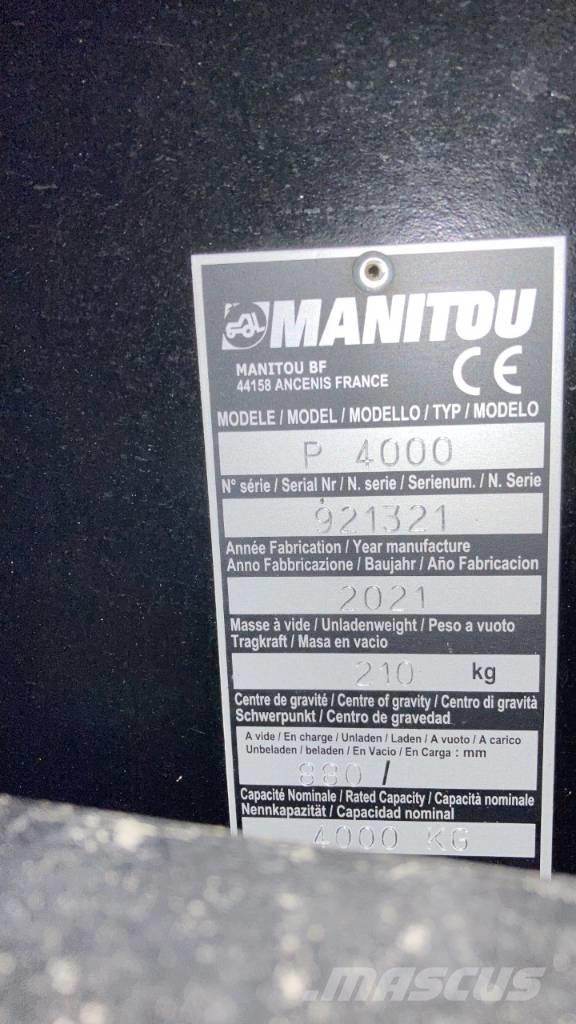 MANITOU
MANITOU BF
44158 ANCENIS FRANCE
CE
MODELE / MODEL / MODELLO / TYP / MODELO
P 4000
N° série / Serial Nr / N. serie / Serienum. / N. Serie
921321
Année Fabrication / Year manufacture
Anno Fabbricazione / Baujahr / Año Fabricacion
2021
Masse à vide / Unladenweight / Peso a vuoto
Tragkraft / Masa en vacio
210 kg
Centre de gravité / Centre of gravity / Centro di gravità
Schwerpunkt / Centro de gravedad
A vide / En charge / Unladen / Laden / A vuoto / A carico
Unbeladen / beladen / En Vacio / En Carga : mm
880 /
Capacité Nominale / Rated Capacity / Capacità nominale
Nennkapazität / Capacidad nominal
4000 KG
MASCUS